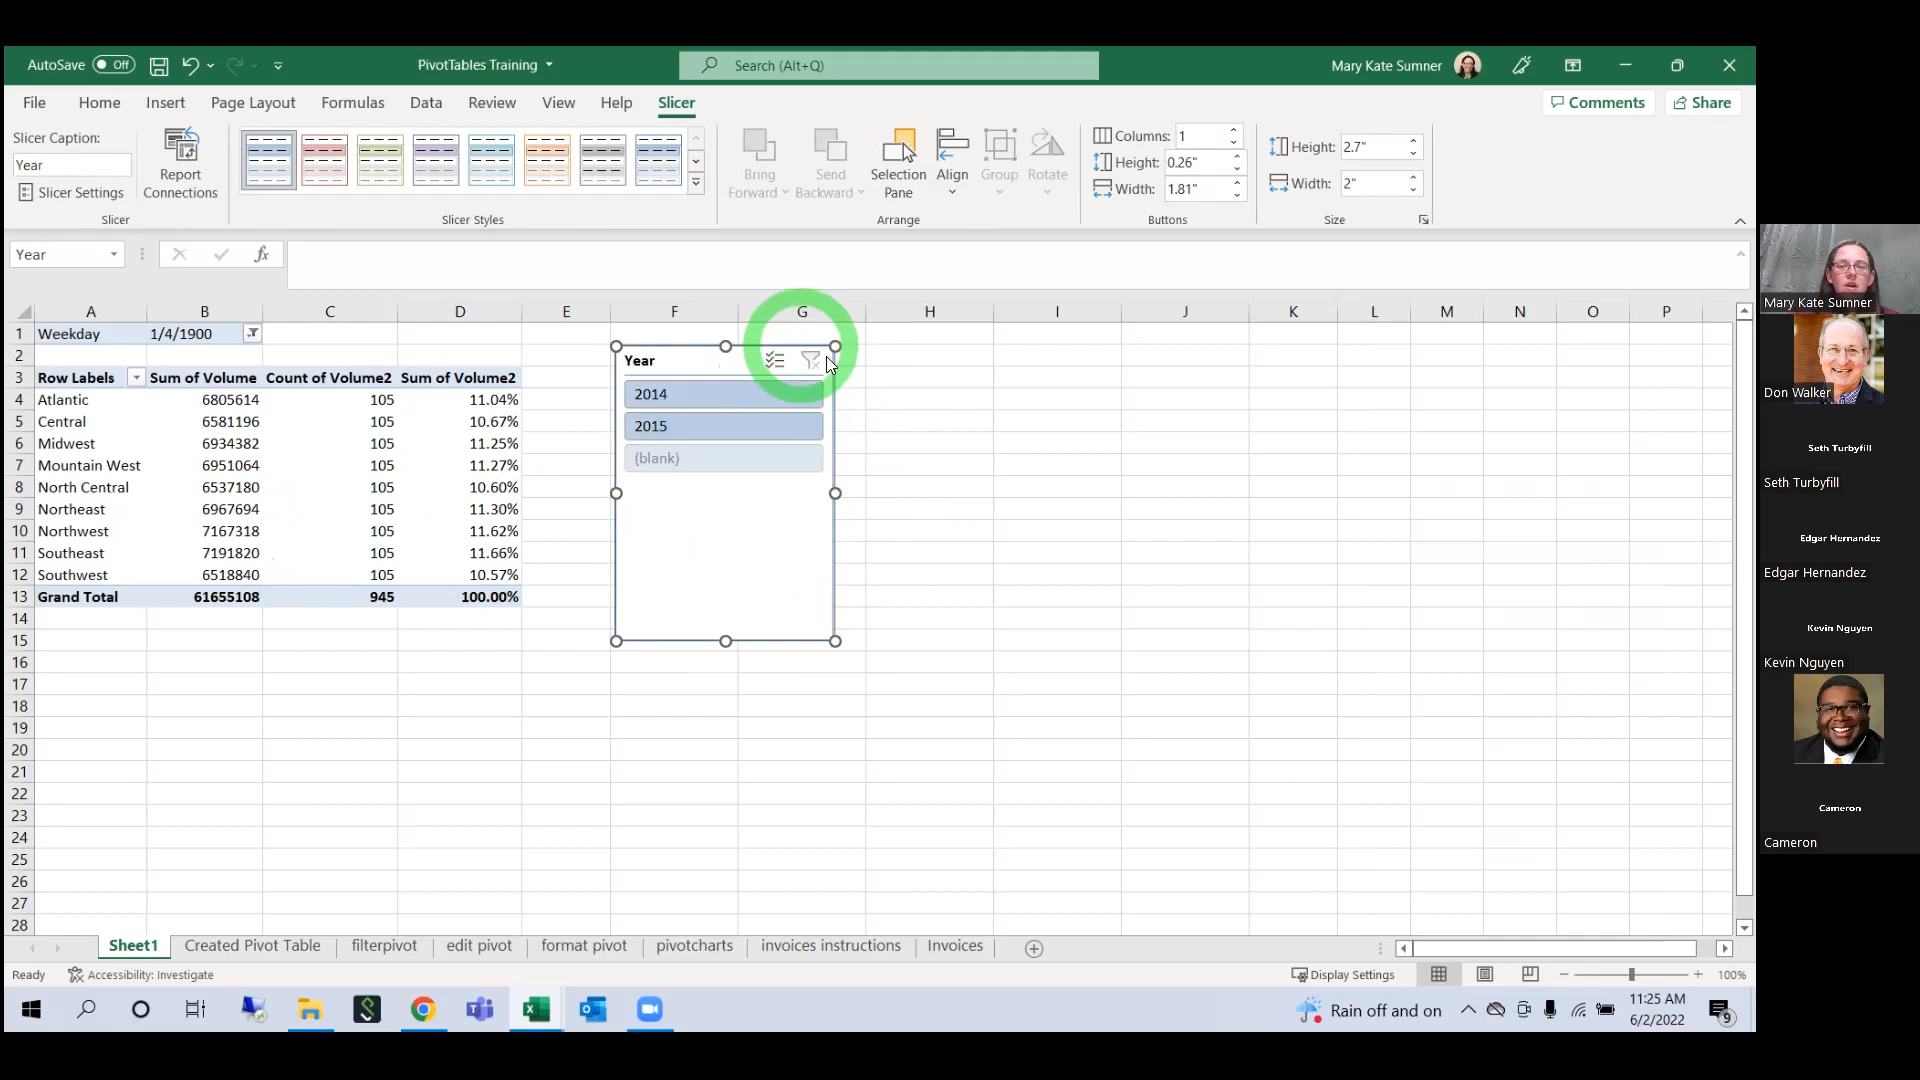 AutoSave Off
PivotTables Training
Search (Alt+Q)
Mary Kate Sumner
File Home Insert Page Layout Formulas Data Review View Help Slicer
Comments Share
Slicer Caption:
Year
Slicer Settings
Report Connections
Slicer
Slicer Styles
Bring Forward
Send Backward
Selection Pane
Align
Group
Rotate
Arrange
Columns: 1
Height: 0.26"
Width: 1.81"
Buttons
Height: 2.7"
Width: 2"
Size
Year
fx
A B C D E F G H I J K L M N O P
1 Weekday 1/4/1900
2
3 Row Labels Sum of Volume Count of Volume2 Sum of Volume2
4 Atlantic 6805614 105 11.04%
5 Central 6581196 105 10.67%
6 Midwest 6934382 105 11.25%
7 Mountain West 6951064 105 11.27%
8 North Central 6537180 105 10.60%
9 Northeast 6967694 105 11.30%
10 Northwest 7167318 105 11.62%
11 Southeast 7191820 105 11.66%
12 Southwest 6518840 105 10.57%
13 Grand Total 61655108 945 100.00%
14
15
16
17
18
19
20
21
22
23
24
25
26
27
28
Year
2014
2015
(blank)
Sheet1 Created Pivot Table filterpivot edit pivot format pivot pivotcharts invoices instructions Invoices
Ready Accessibility: Investigate Display Settings 100%
Rain off and on
11:25 AM
6/2/2022
9
Mary Kate Sumner
Don Walker
Seth Turbyfill
Seth Turbyfill
Edgar Hernandez
Edgar Hernandez
Kevin Nguyen
Kevin Nguyen
Cameron
Cameron